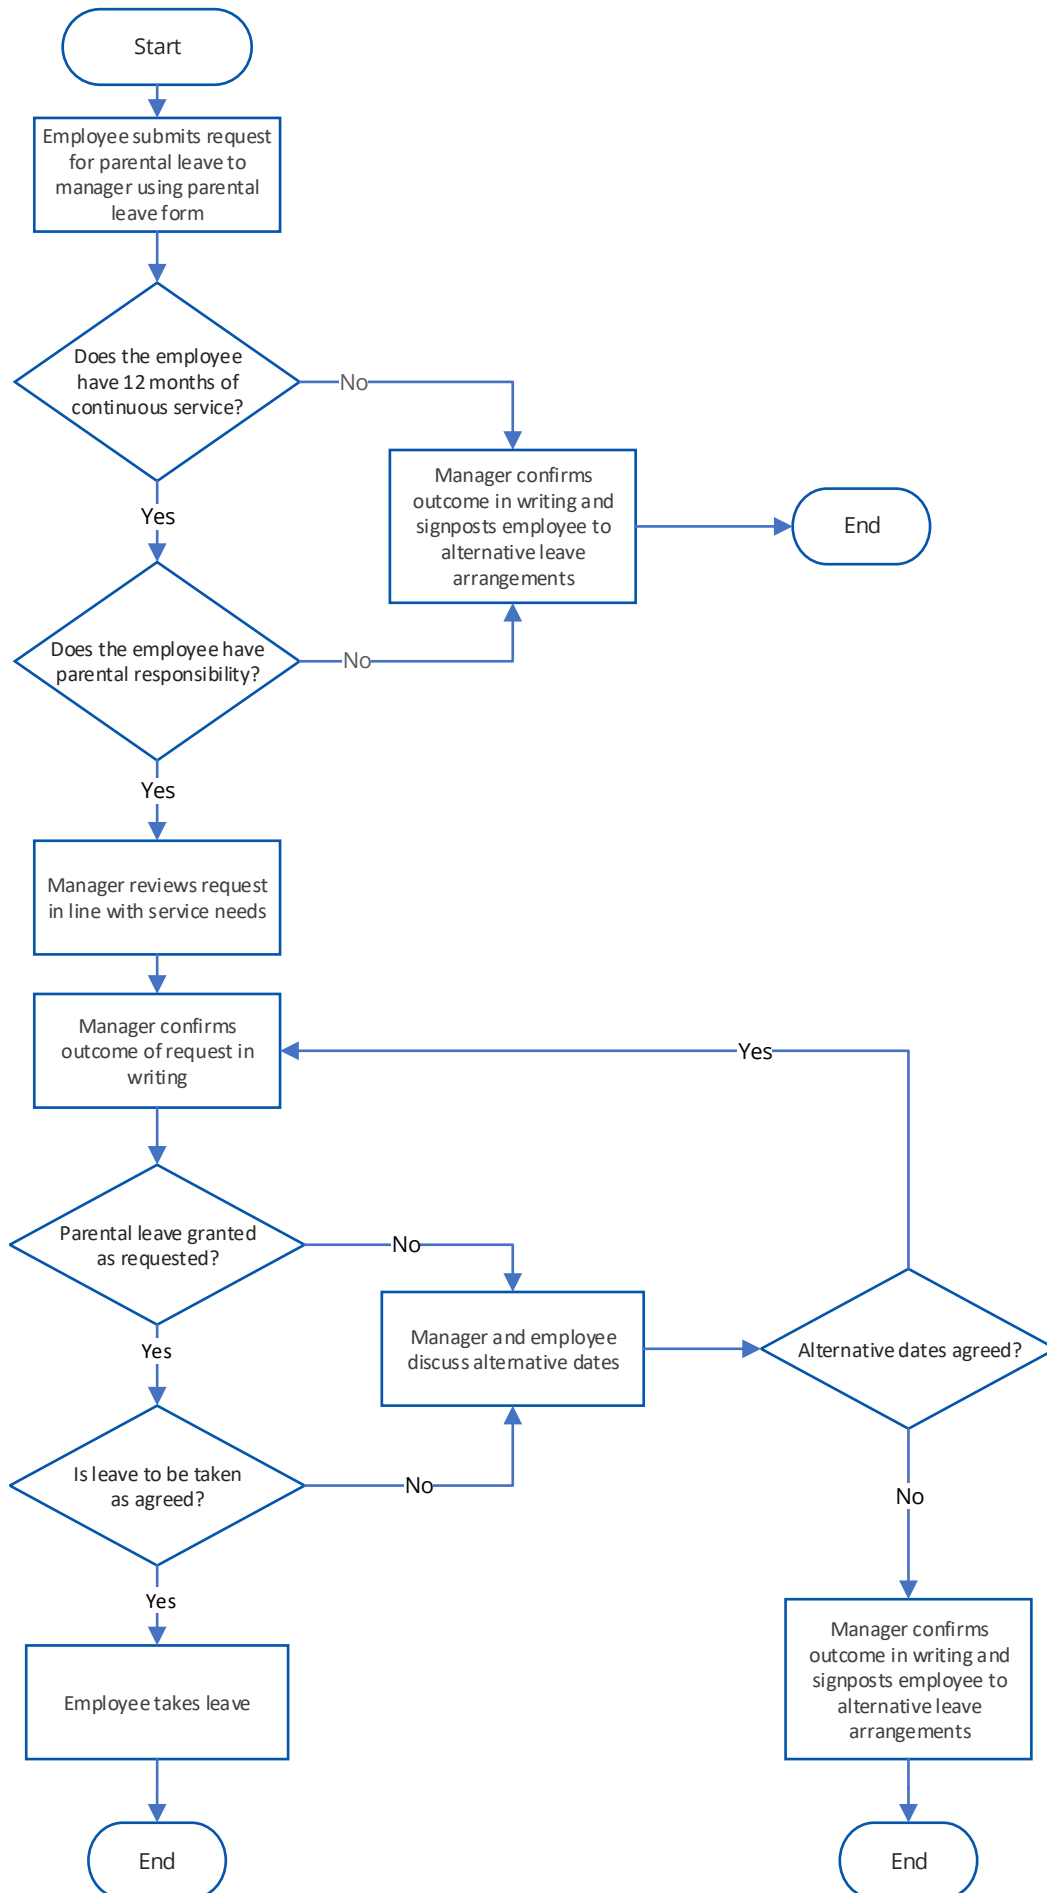 Start
Employee submits request
for parental leave to
manager using parental
leave form
Does the employee
have 12 months of
continuous service?
No
Manager confirms
outcome in writing and
signposts employee to
alternative leave
arrangements
End
Yes
Does the employee have
parental responsibility?
No
Yes
Manager reviews request
in line with service needs
Manager confirms
outcome of request in
writing
Yes
Parental leave granted
as requested?
No
Manager and employee
discuss alternative dates
Alternative dates agreed?
Yes
Is leave to be taken
as agreed?
No
No
Yes
Employee takes leave
Manager confirms
outcome in writing and
signposts employee to
alternative leave
arrangements
End
End